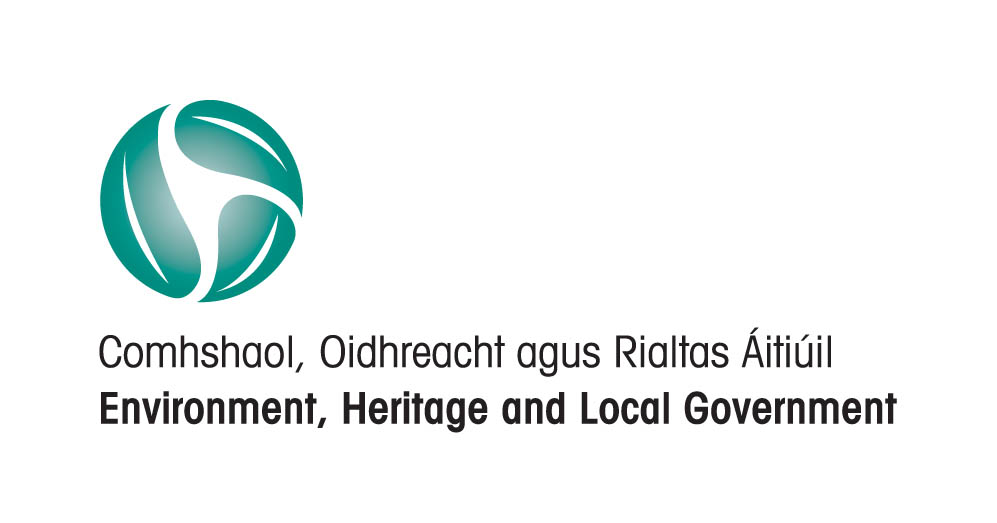 Comhshaol, Oidhreacht agus Rialtas Áitiúil
Environment, Heritage and Local Government